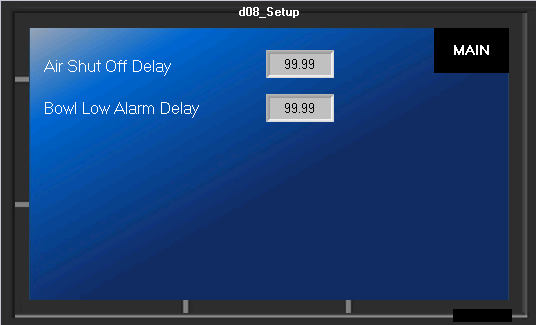 d08_Setup
MAIN
Air Shut Off Delay 99.99
Bowl Low Alarm Delay 99.99